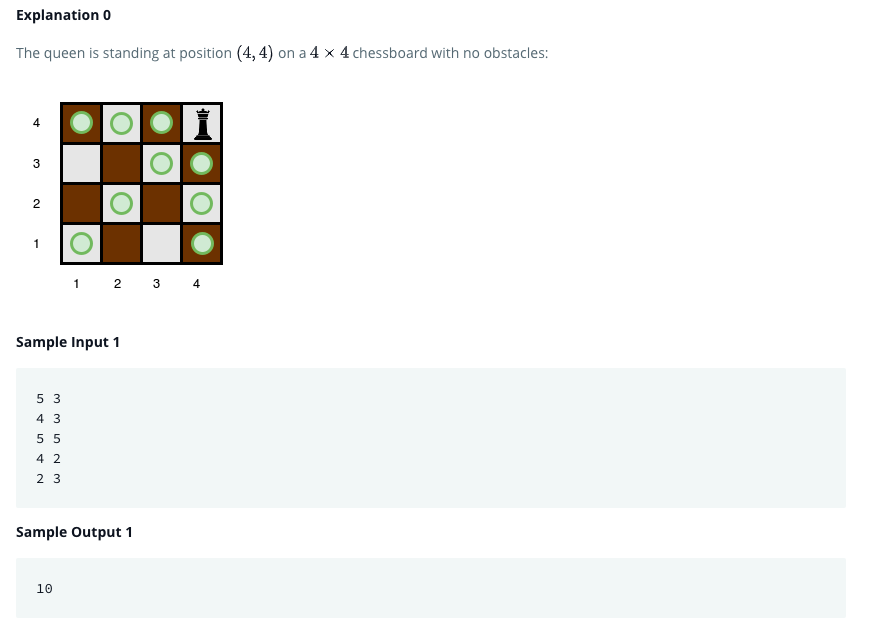 Explanation 0
The queen is standing at position (4, 4) on a 4 × 4 chessboard with no obstacles:
4
3
2
1
1 2 3 4
Sample Input 1
5 3
4 3
5 5
4 2
2 3
Sample Output 1
10